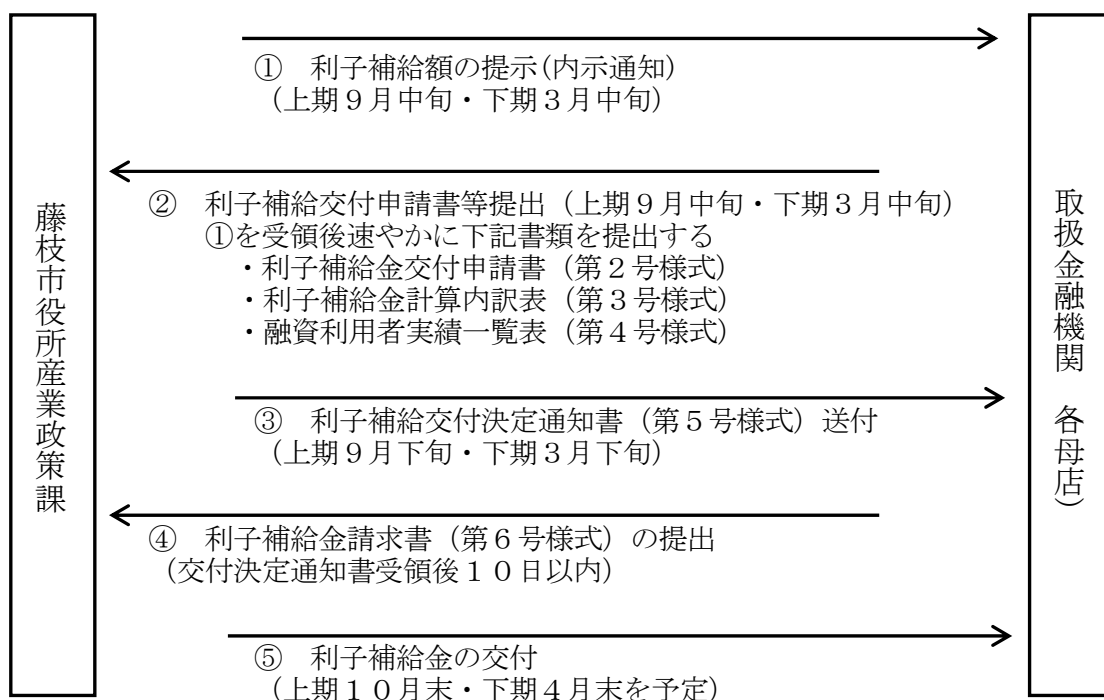 藤枝市役所産業政策課
①　利子補給額の提示(内示通知)
（上期９月中旬・下期３月中旬）
②　利子補給交付申請書等提出（上期９月中旬・下期３月中旬）
①を受領後速やかに下記書類を提出する
・利子補給金交付申請書（第２号様式）
・利子補給金計算内訳表（第３号様式）
・融資利用者実績一覧表（第４号様式）
③　利子補給交付決定通知書（第５号様式）送付
（上期９月下旬・下期３月下旬）
④　利子補給金請求書（第６号様式）の提出
（交付決定通知書受領後１０日以内）
⑤　利子補給金の交付
（上期１０月末・下期４月末を予定）
取扱金融機関　各母店）